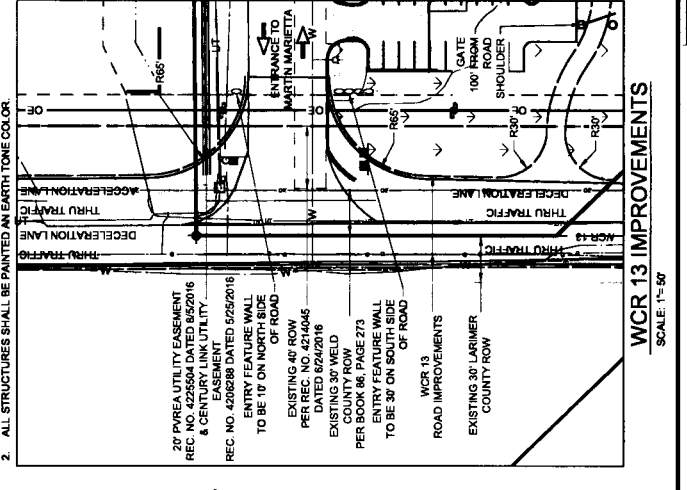 2. ALL STRUCTURES SHALL BE PAINTED AN EARTH TONE COLOR.
20' PVREA UTILITY EASEMENT
REC. NO. 4225504 DATED 8/5/2016
& CENTURY LINK UTILITY
EASEMENT
REC. NO. 4206288 DATED 5/25/2016
ENTRY FEATURE WALL
TO BE 10' ON NORTH SIDE
OF ROAD
EXISTING 40' ROW
PER REC. NO. 4214045
DATED 6/24/2016
EXISTING 30' WELD
COUNTY ROW
PER BOOK 86, PAGE 273
ENTRY FEATURE WALL
TO BE 30' ON SOUTH SIDE
OF ROAD
WCR 13
ROAD IMPROVEMENTS
EXISTING 30' LARIMER
COUNTY ROW
THRU TRAFFIC
DECELERATION LANE
THRU TRAFFIC
ACCELERATION LANE
UT
OE
R65'
UT
W
ENTRANCE TO
MARTIN MARIETTA
W
OE
W
W
R65'
GATE
100' FROM
ROAD
SHOULDER
OE
R30'
R30'
DECELERATION LANE
THRU TRAFFIC
WCR 13
THRU TRAFFIC
WCR 13 IMPROVEMENTS
SCALE: 1"= 50'